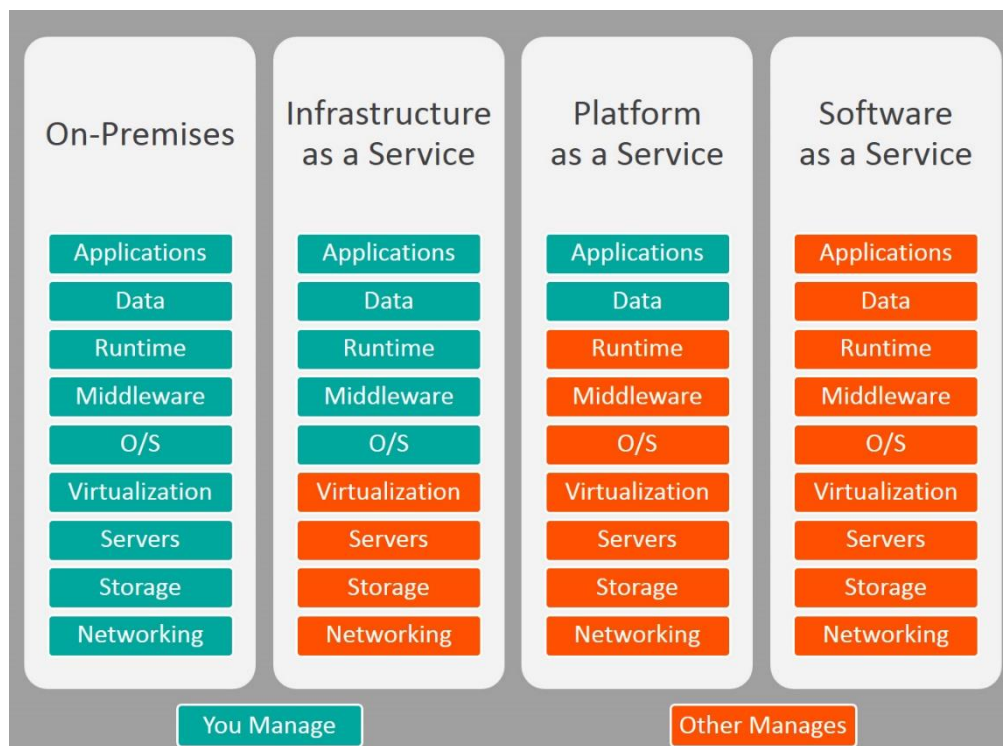 On-Premises
Applications
Data
Runtime
Middleware
O/S
Virtualization
Servers
Storage
Networking
Infrastructure
as a Service
Applications
Data
Runtime
Middleware
O/S
Virtualization
Servers
Storage
Networking
Platform
as a Service
Applications
Data
Runtime
Middleware
O/S
Virtualization
Servers
Storage
Networking
Software
as a Service
Applications
Data
Runtime
Middleware
O/S
Virtualization
Servers
Storage
Networking
You Manage
Other Manages